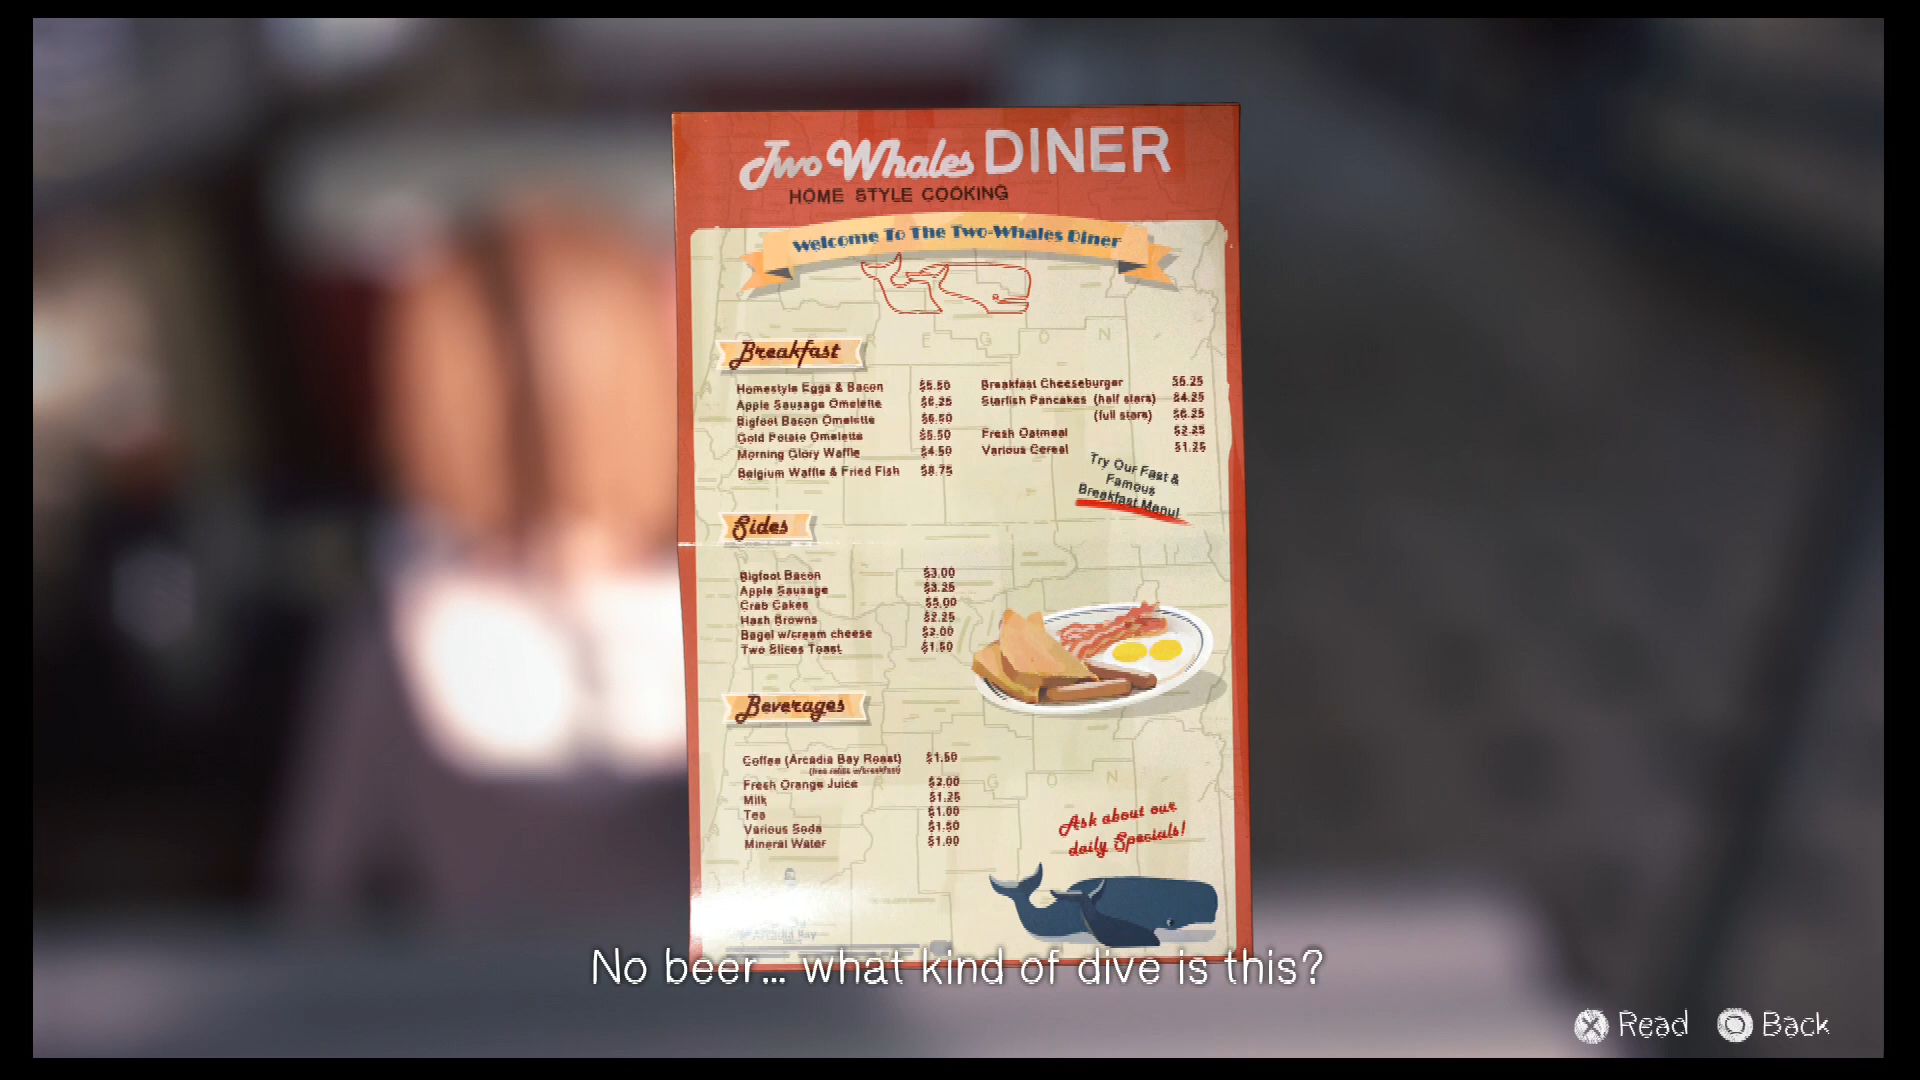 Two Whales DINER
HOME STYLE COOKING
Welcome To The Two-Whales Diner
OREGON
Breakfast
Homestyle Eggs & Bacon $5.50
Apple Sausage Omelette $6.25
Bigfoot Bacon Omelette $6.50
Gold Potato Omelette $5.50
Morning Glory Waffle $4.50
Belgium Waffle & Fried Fish $8.75
Breakfast Cheeseburger $6.25
Starfish Pancakes (half stars) $4.25
(full stars) $6.25
Fresh Oatmeal $2.25
Various Cereal $1.25
Try Our Fast &
Famous
Breakfast Menu!
Sides
Bigfoot Bacon $3.00
Apple Sausage $3.25
Crab Cakes $5.00
Hash Browns $2.25
Bagel w/cream cheese $2.00
Two Slices Toast $1.50
Beverages
Coffee (Arcadia Bay Roast) $1.50
(free refills w/breakfast)
Fresh Orange Juice $2.00
Milk $1.25
Tea $1.00
Various Soda $1.50
Mineral Water $1.00
Ask about our
daily Specials!
Arcadia Bay
No beer... what kind of dive is this?
Read Back